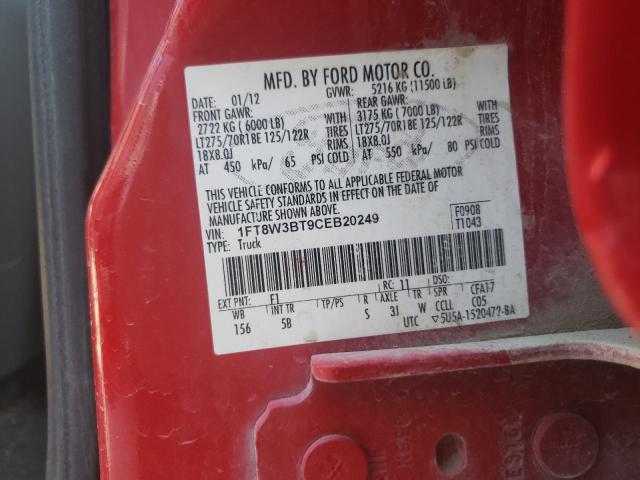 MFD. BY FORD MOTOR CO.
DATE: 01/12 GVWR: 5216 KG (11500 LB)
FRONT GAWR: REAR GAWR:
2722 KG ( 6000 LB) 3175 KG ( 7000 LB)
LT275/70R18E 125/122R TIRES LT275/70R18E 125/122R TIRES
18X8.0J RIMS 18X8.0J RIMS
AT 450 kPa/ 65 PSI COLD AT 550 kPa/ 80 PSI COLD
THIS VEHICLE CONFORMS TO ALL APPLICABLE FEDERAL MOTOR
VEHICLE SAFETY STANDARDS IN EFFECT ON THE DATE OF
MANUFACTURE SHOWN ABOVE.
VIN: 1FT8W3BT9CEB20249 F0908
TYPE: Truck T1043
EXT PNT: F1 RC: 11 DSO:
WB INT TR TP/PS R AXLE TR SPR CFA17
156 5B S 3J W CCLL C05
UTC ▽5U5A-1520472-BA